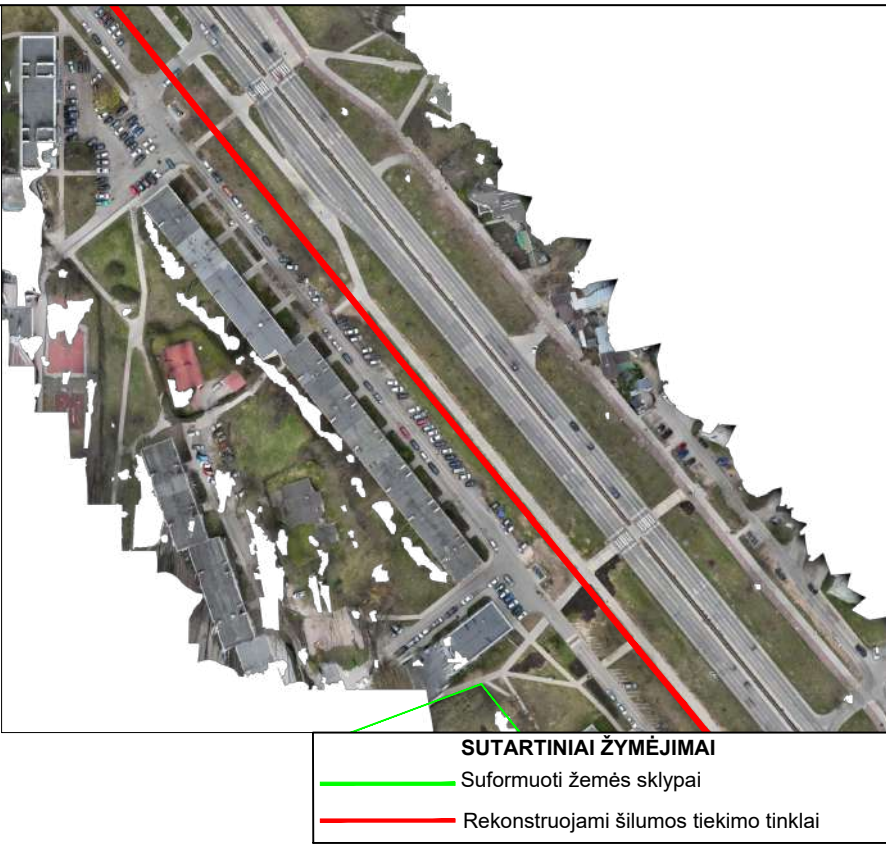 SUTARTINIAI ŽYMĖJIMAI
Suformuoti žemės sklypai
Rekonstruojami šilumos tiekimo tinklai